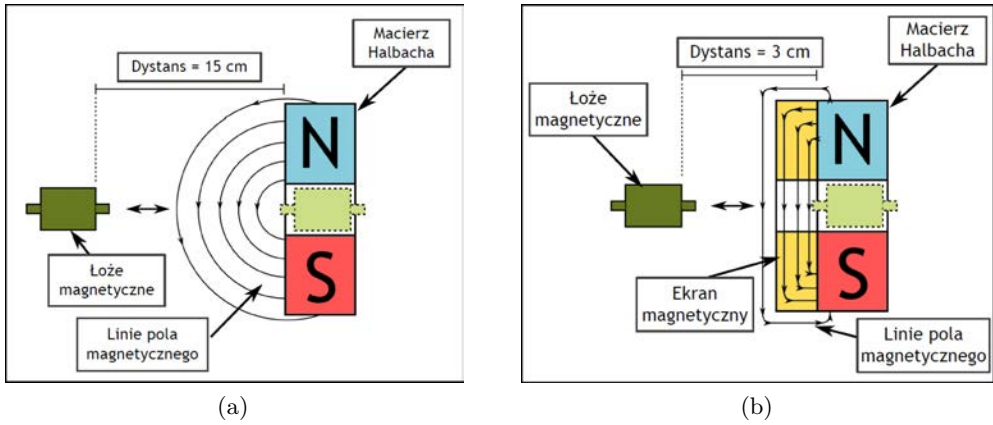 Macierz
Halbacha
Dystans = 15 cm
N
S
Łoże
magnetyczne
Linie pola
magnetycznego
(a)
Macierz
Halbacha
Dystans = 3 cm
Łoże
magnetyczne
N
S
Ekran
magnetyczny
Linie pola
magnetycznego
(b)